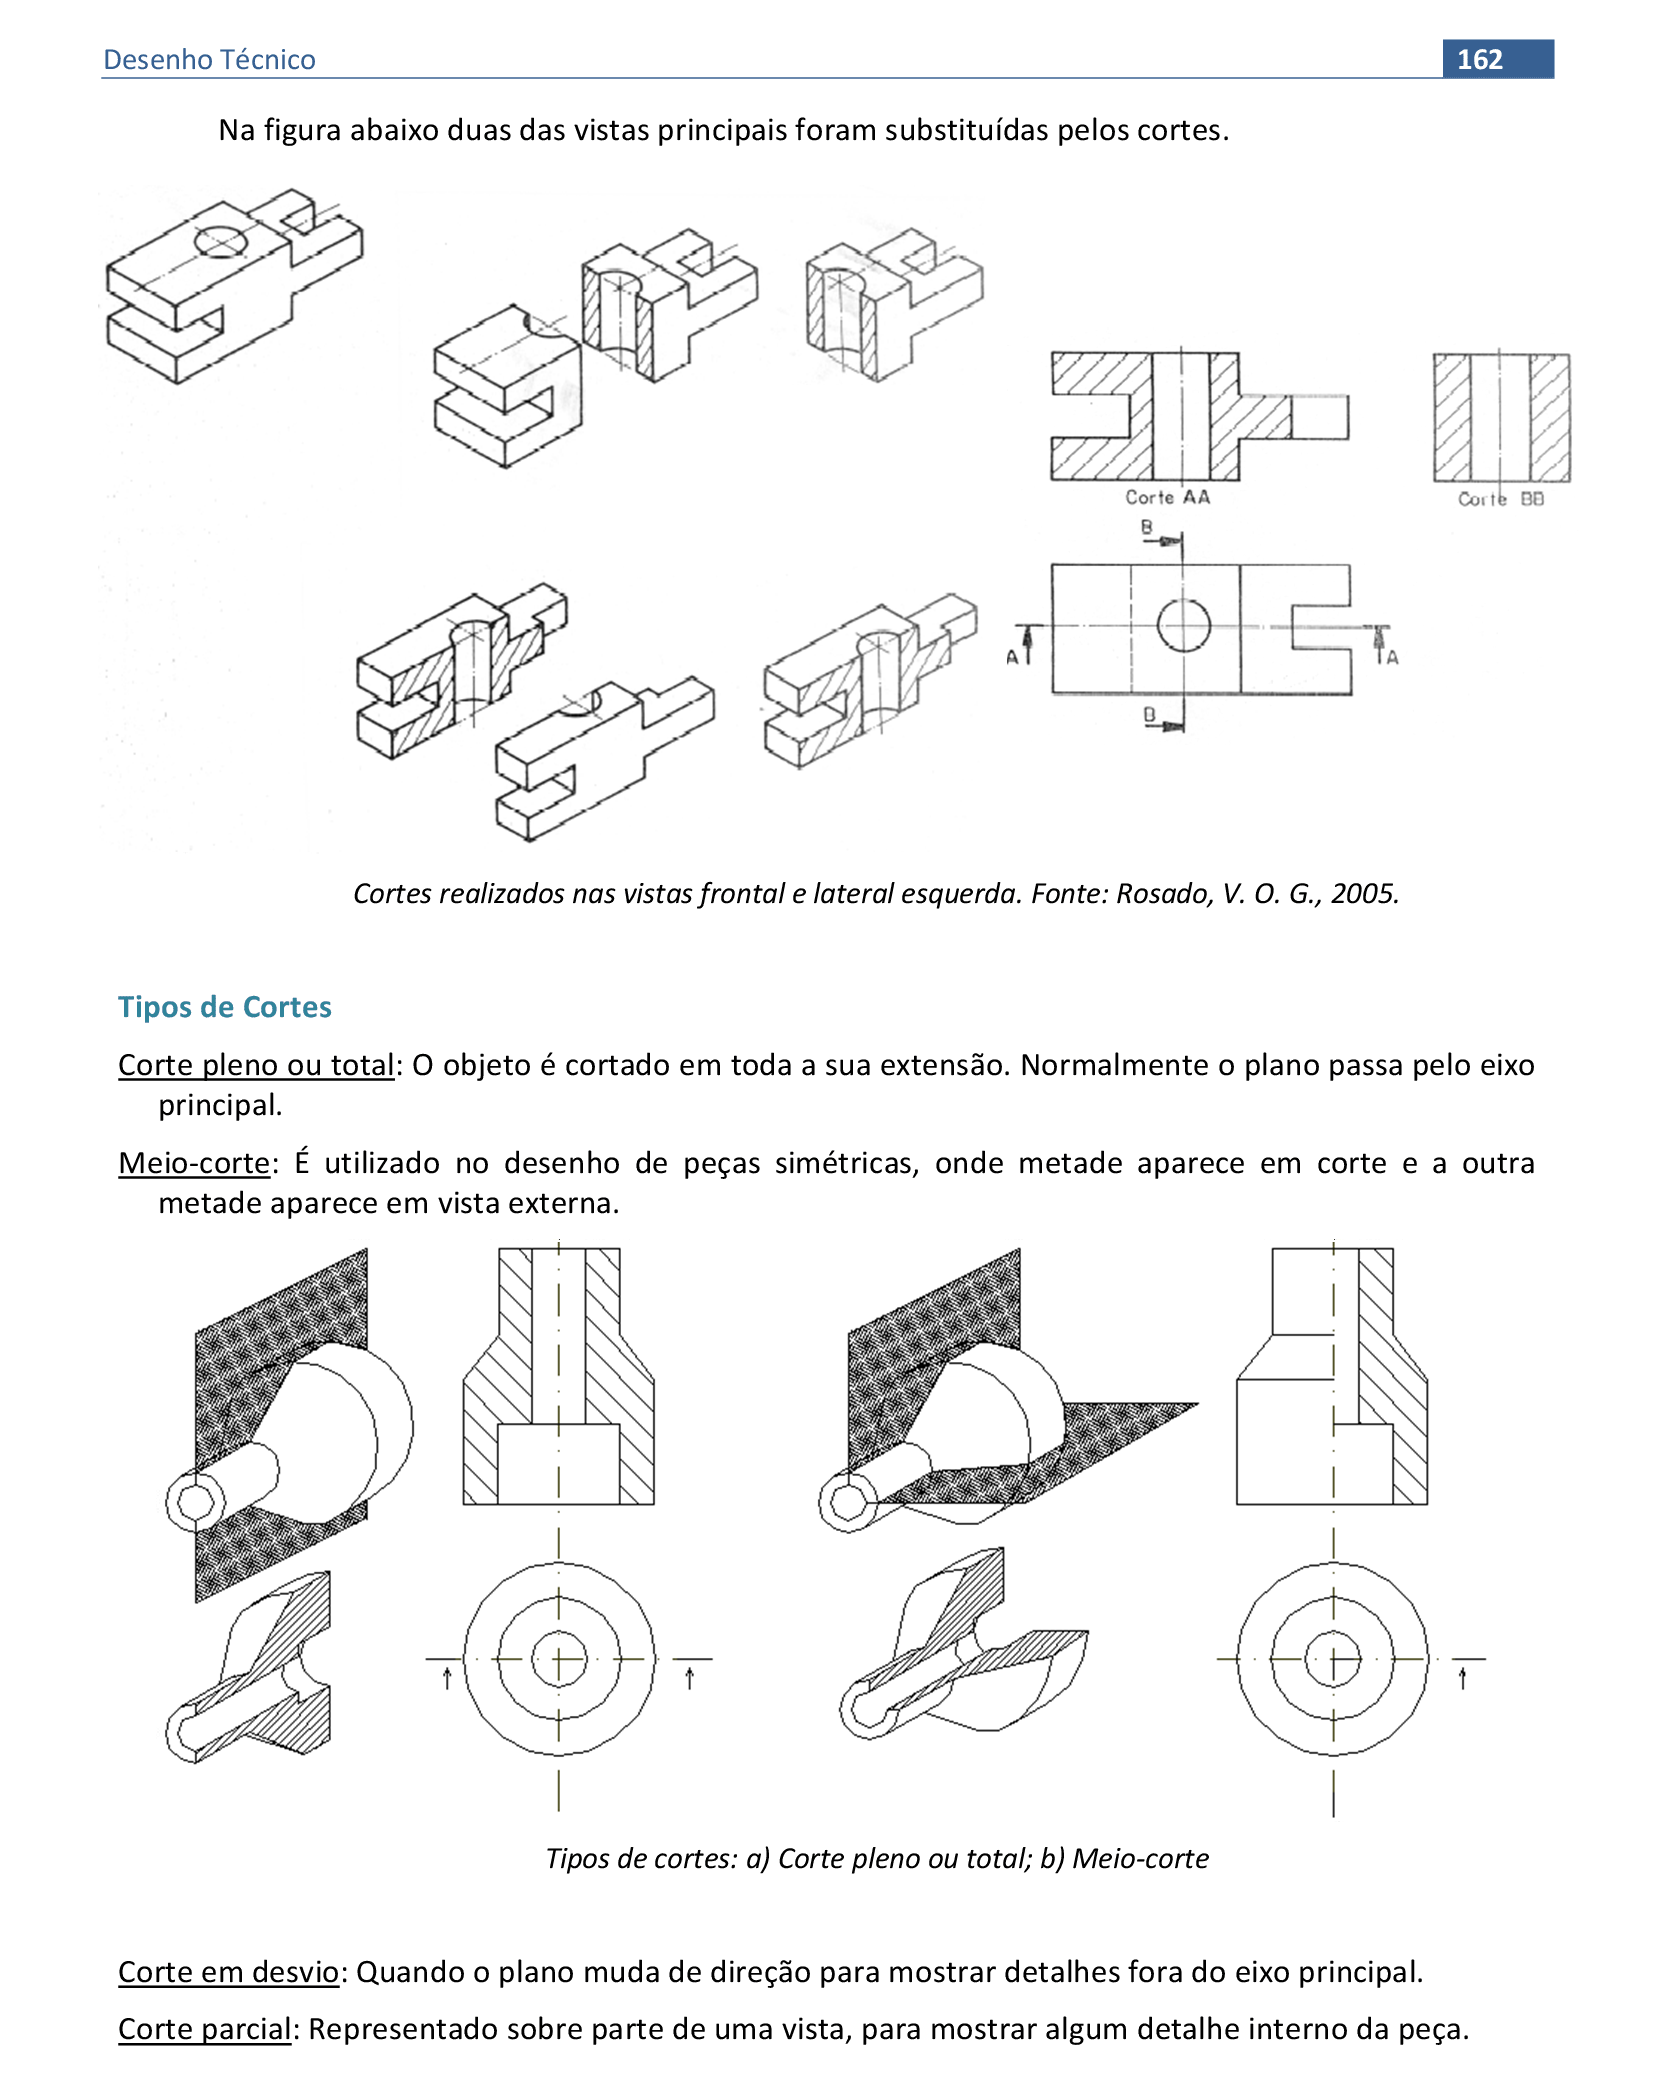 Desenho Técnico
162
Na figura abaixo duas das vistas principais foram substituídas pelos cortes.
Corte AA
Corte BB
B
A
A
B
Cortes realizados nas vistas frontal e lateral esquerda. Fonte: Rosado, V. O. G., 2005.
Tipos de Cortes
Corte pleno ou total: O objeto é cortado em toda a sua extensão. Normalmente o plano passa pelo eixo
principal.
Meio-corte: É utilizado no desenho de peças simétricas, onde metade aparece em corte e a outra
metade aparece em vista externa.
Tipos de cortes: a) Corte pleno ou total; b) Meio-corte
Corte em desvio: Quando o plano muda de direção para mostrar detalhes fora do eixo principal.
Corte parcial: Representado sobre parte de uma vista, para mostrar algum detalhe interno da peça.